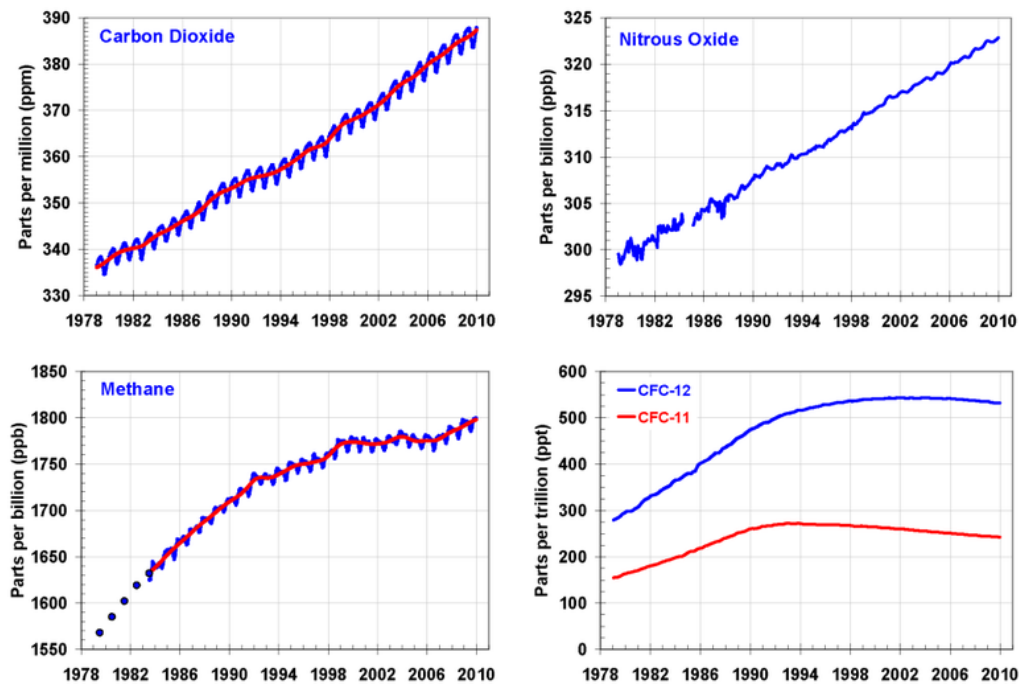 Carbon Dioxide
Parts per million (ppm)
390
380
370
360
350
340
330
1978 1982 1986 1990 1994 1998 2002 2006 2010
Nitrous Oxide
Parts per billion (ppb)
325
320
315
310
305
300
295
1978 1982 1986 1990 1994 1998 2002 2006 2010
Methane
Parts per billion (ppb)
1850
1800
1750
1700
1650
1600
1550
1978 1982 1986 1990 1994 1998 2002 2006 2010
CFC-12
CFC-11
Parts per trillion (ppt)
600
500
400
300
200
100
0
1978 1982 1986 1990 1994 1998 2002 2006 2010